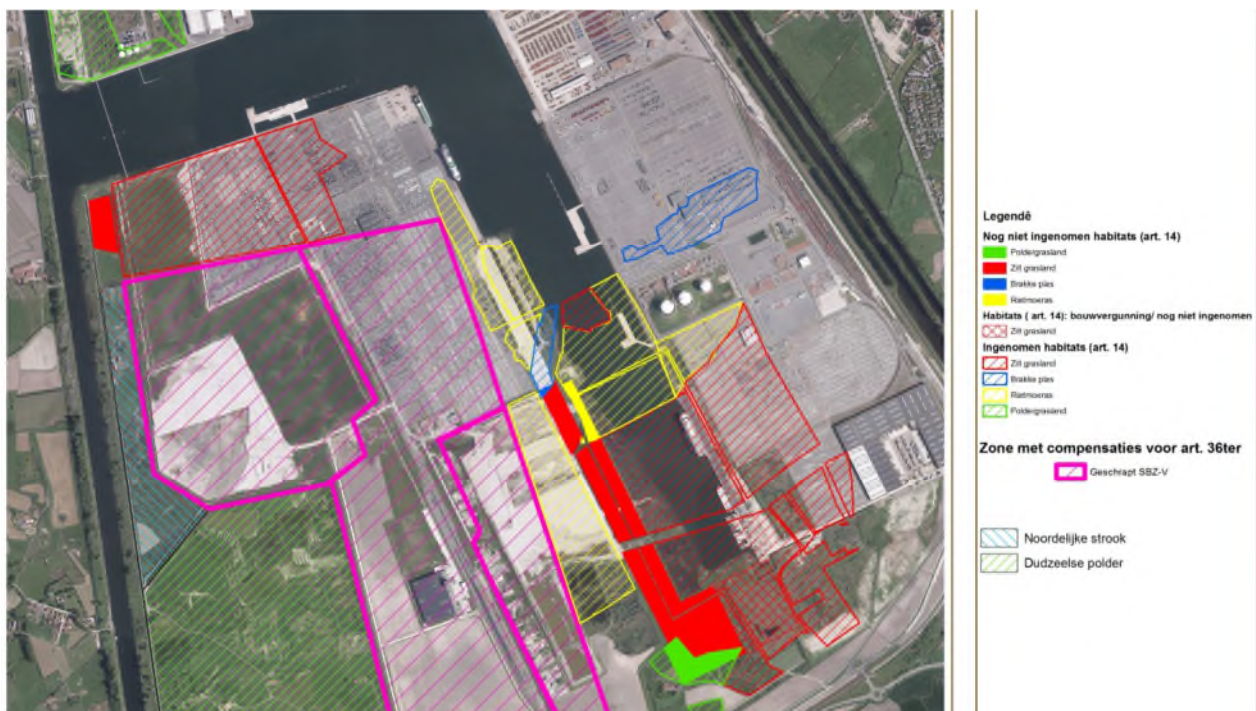 Legendê
Nog niet ingenomen habitats (art. 14)
Poldergrasland
Zilt grasland
Brakke plas
Rietmoeras
Habitats ( art. 14): bouwvergunning/ nog niet ingenomen
Zilt grasland
Ingenomen habitats (art. 14)
Zilt grasland
Brakke plas
Rietmoeras
Poldergrasland
Zone met compensaties voor art. 36ter
Geschrapt SBZ-V
Noordelijke strook
Dudzeelse polder